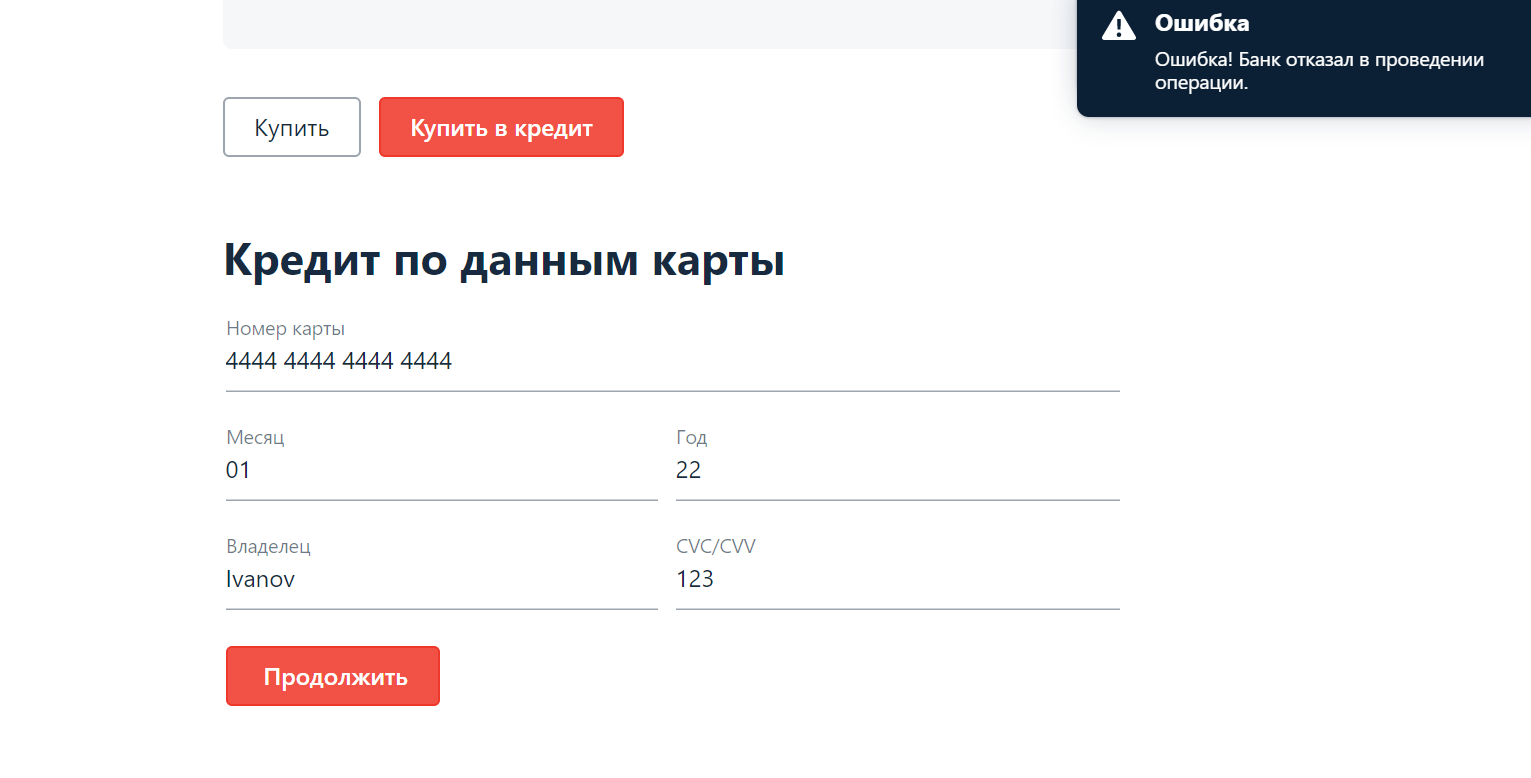 Ошибка
Ошибка! Банк отказал в проведении
операции.
Купить
Купить в кредит
Кредит по данным карты
Номер карты
4444 4444 4444 4444
Месяц
Год
01
22
Владелец
CVC/CVV
Ivanov
123
Продолжить